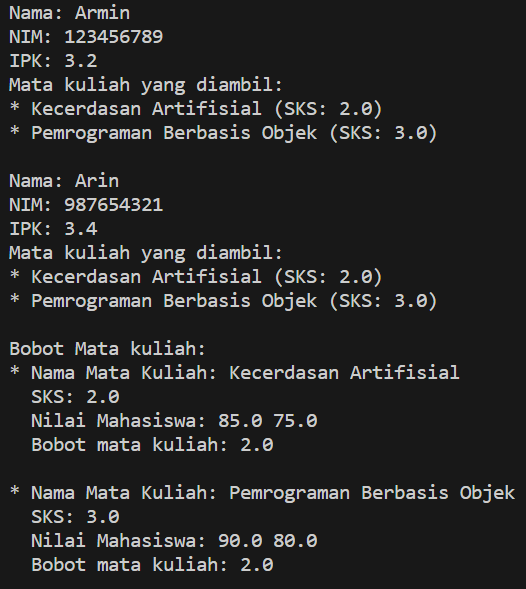 Nama: Armin
NIM: 123456789
IPK: 3.2
Mata kuliah yang diambil:
* Kecerdasan Artifisial (SKS: 2.0)
* Pemrograman Berbasis Objek (SKS: 3.0)

Nama: Arin
NIM: 987654321
IPK: 3.4
Mata kuliah yang diambil:
* Kecerdasan Artifisial (SKS: 2.0)
* Pemrograman Berbasis Objek (SKS: 3.0)

Bobot Mata kuliah:
* Nama Mata Kuliah: Kecerdasan Artifisial
  SKS: 2.0
  Nilai Mahasiswa: 85.0 75.0
  Bobot mata kuliah: 2.0

* Nama Mata Kuliah: Pemrograman Berbasis Objek
  SKS: 3.0
  Nilai Mahasiswa: 90.0 80.0
  Bobot mata kuliah: 2.0